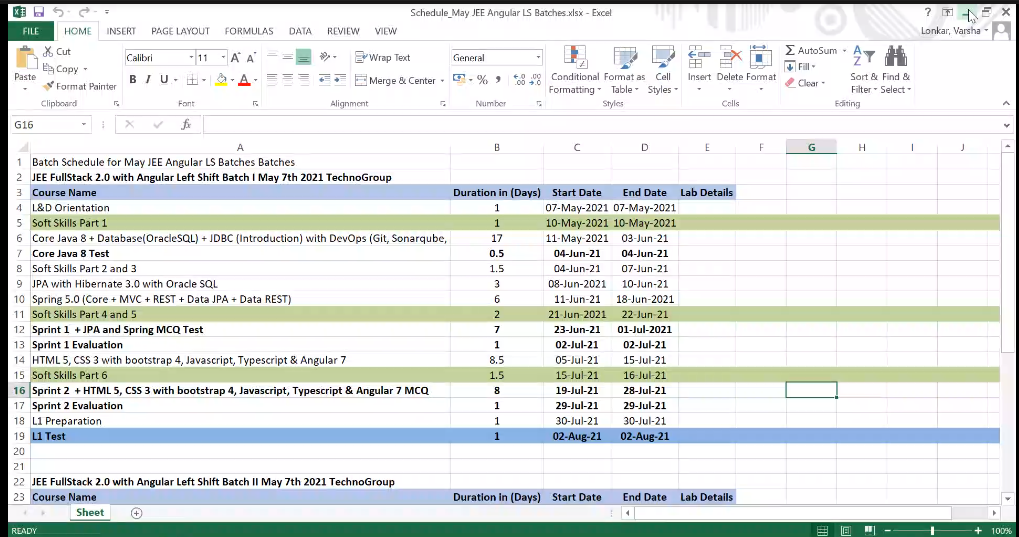 Schedule_May JEE Angular LS Batches.xlsx - Excel
?
Lonkar, Varsha
FILE HOME INSERT PAGE LAYOUT FORMULAS DATA REVIEW VIEW
Paste
Cut
Copy
Format Painter
Calibri 11
B I U
Wrap Text
Merge & Center
General
% ,
Conditional Formatting
Format as Table
Cell Styles
Insert Delete Format
AutoSum
Fill
Clear
Sort & Filter
Find & Select
Clipboard Font Alignment Number Styles Cells Editing
G16
fx
A B C D E F G H I J
1 Batch Schedule for May JEE Angular LS Batches Batches
2 JEE FullStack 2.0 with Angular Left Shift Batch I May 7th 2021 TechnoGroup
3 Course Name Duration in (Days) Start Date End Date Lab Details
4 L&D Orientation 1 07-May-2021 07-May-2021
5 Soft Skills Part 1 1 10-May-2021 10-May-2021
6 Core Java 8 + Database(OracleSQL) + JDBC (Introduction) with DevOps (Git, Sonarqube, 17 11-May-2021 03-Jun-21
7 Core Java 8 Test 0.5 04-Jun-21 04-Jun-21
8 Soft Skills Part 2 and 3 1.5 04-Jun-21 07-Jun-21
9 JPA with Hibernate 3.0 with Oracle SQL 3 08-Jun-2021 10-Jun-21
10 Spring 5.0 (Core + MVC + REST + Data JPA + Data REST) 6 11-Jun-21 18-Jun-2021
11 Soft Skills Part 4 and 5 2 21-Jun-2021 22-Jun-21
12 Sprint 1 + JPA and Spring MCQ Test 7 23-Jun-21 01-Jul-2021
13 Sprint 1 Evaluation 1 02-Jul-21 02-Jul-21
14 HTML 5, CSS 3 with bootstrap 4, Javascript, Typescript & Angular 7 8.5 05-Jul-21 15-Jul-21
15 Soft Skills Part 6 1.5 15-Jul-21 16-Jul-21
16 Sprint 2 + HTML 5, CSS 3 with bootstrap 4, Javascript, Typescript & Angular 7 MCQ 8 19-Jul-21 28-Jul-21
17 Sprint 2 Evaluation 1 29-Jul-21 29-Jul-21
18 L1 Preparation 1 30-Jul-21 30-Jul-21
19 L1 Test 1 02-Aug-21 02-Aug-21
20
21
22 JEE FullStack 2.0 with Angular Left Shift Batch II May 7th 2021 TechnoGroup
23 Course Name Duration in (Days) Start Date End Date Lab Details
Sheet
READY 100%